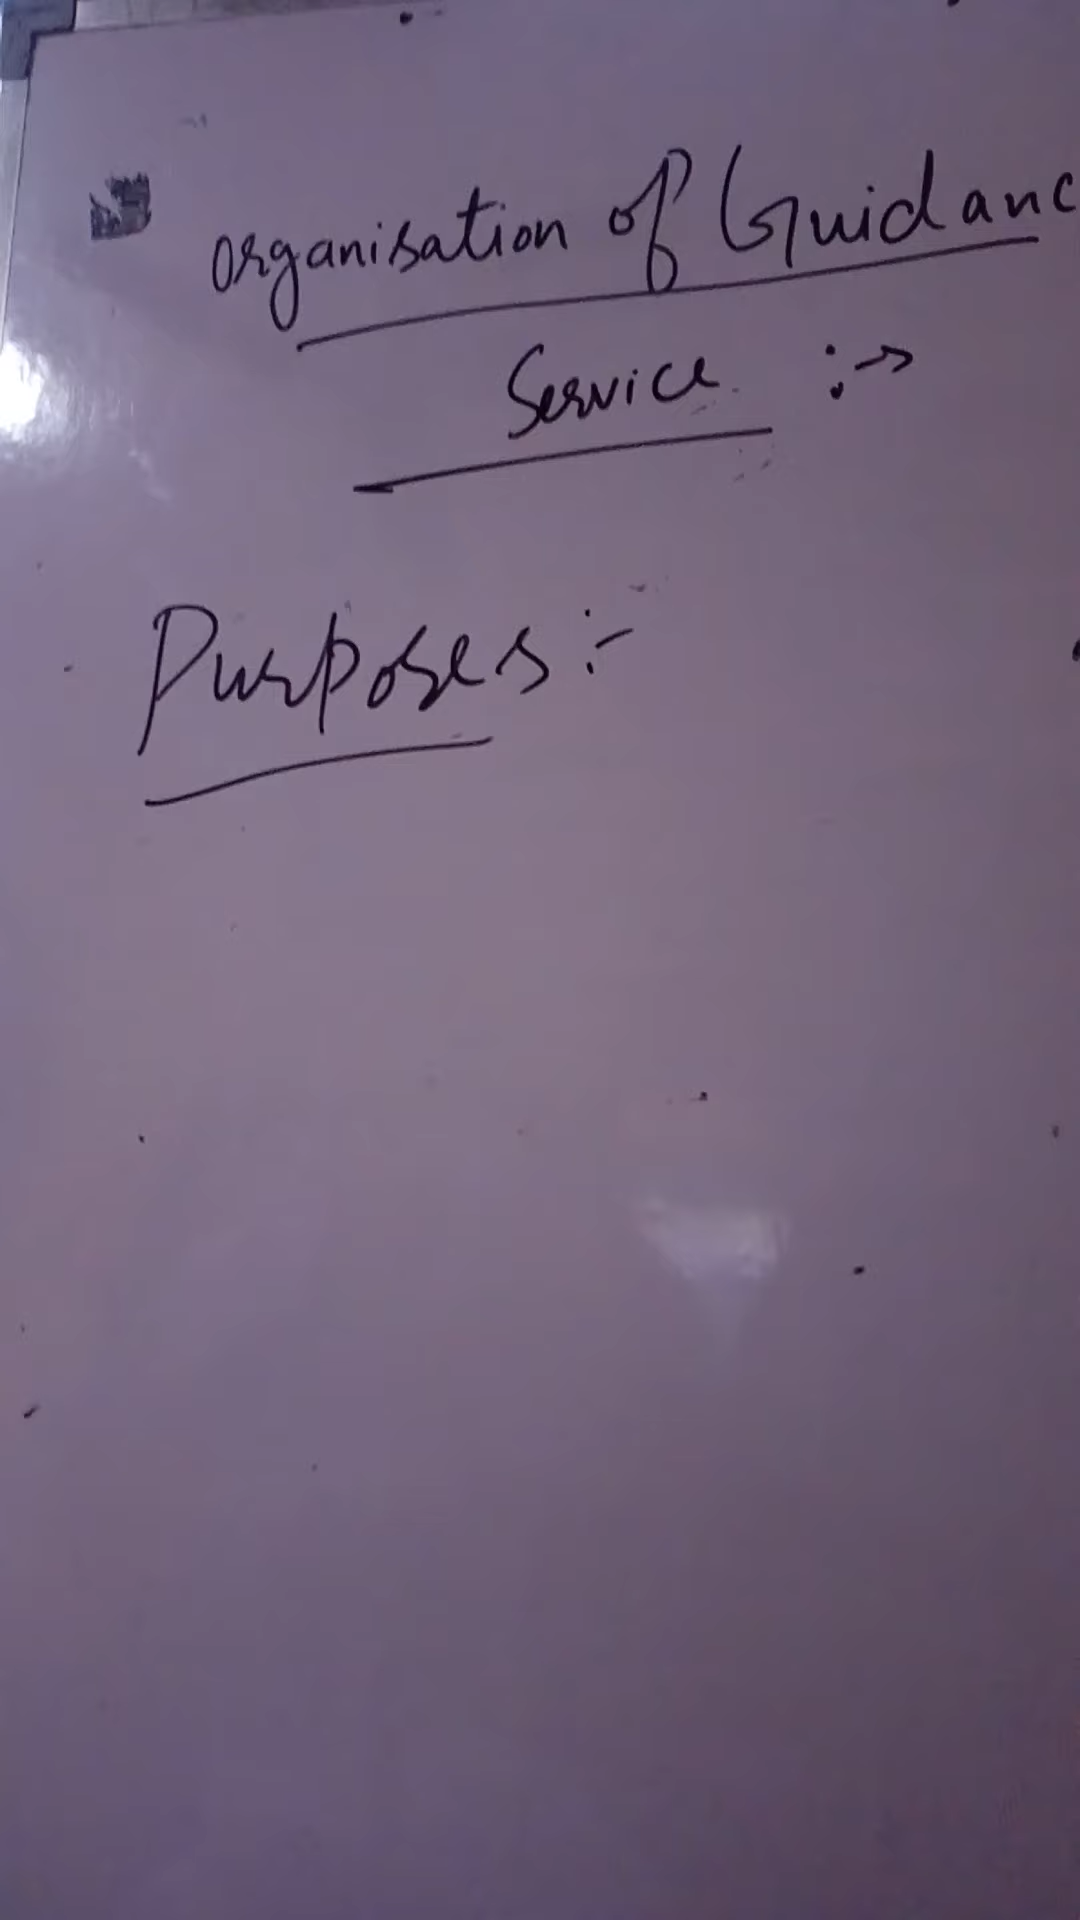 Organisation of Guidanc
Service :→
Purposes :-